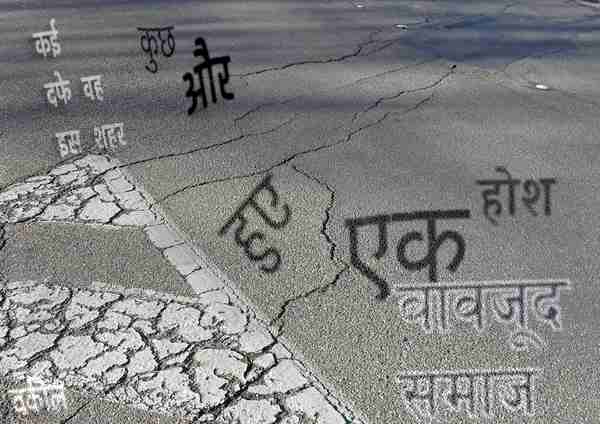 कई
दफे वह
इस शहर
कुछ
और
हुए
एक
होश
वावजूद
समाज
वकील